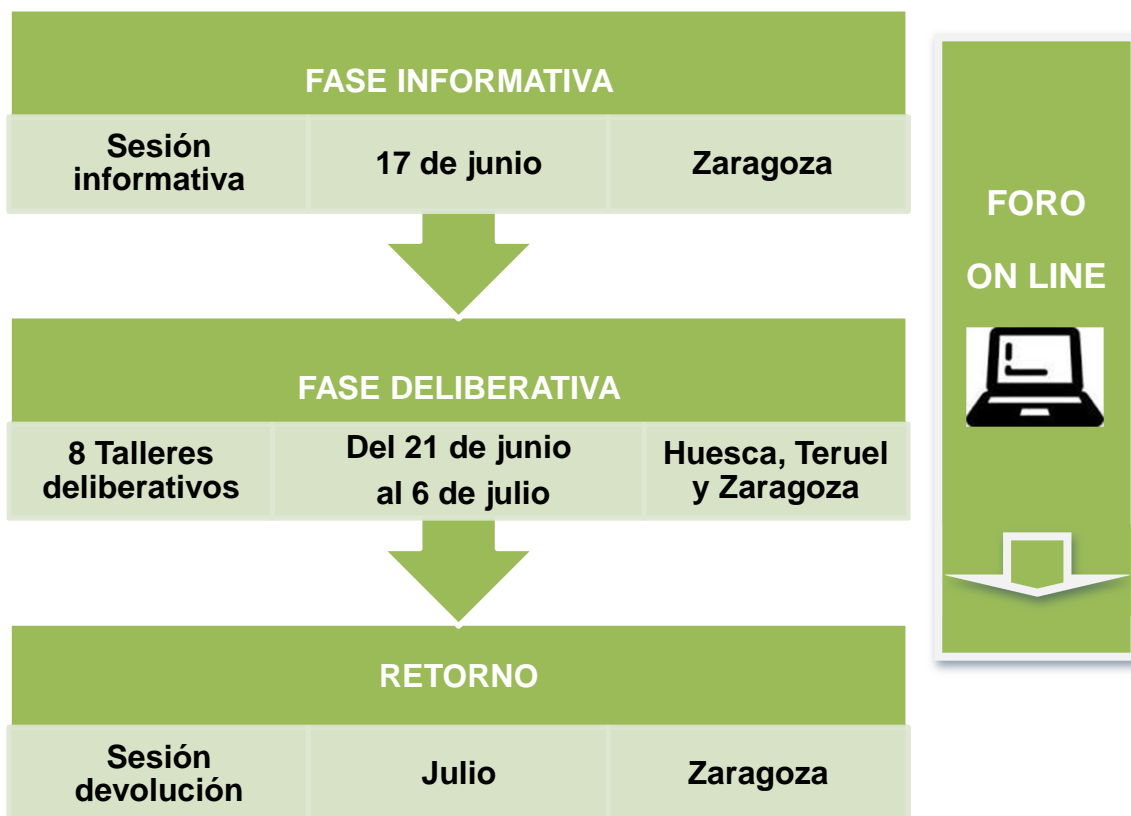 FASE INFORMATIVA
Sesión
informativa
17 de junio
Zaragoza
FASE DELIBERATIVA
8 Talleres
deliberativos
Del 21 de junio
al 6 de julio
Huesca, Teruel
y Zaragoza
RETORNO
Sesión
devolución
Julio
Zaragoza
FORO
ON LINE